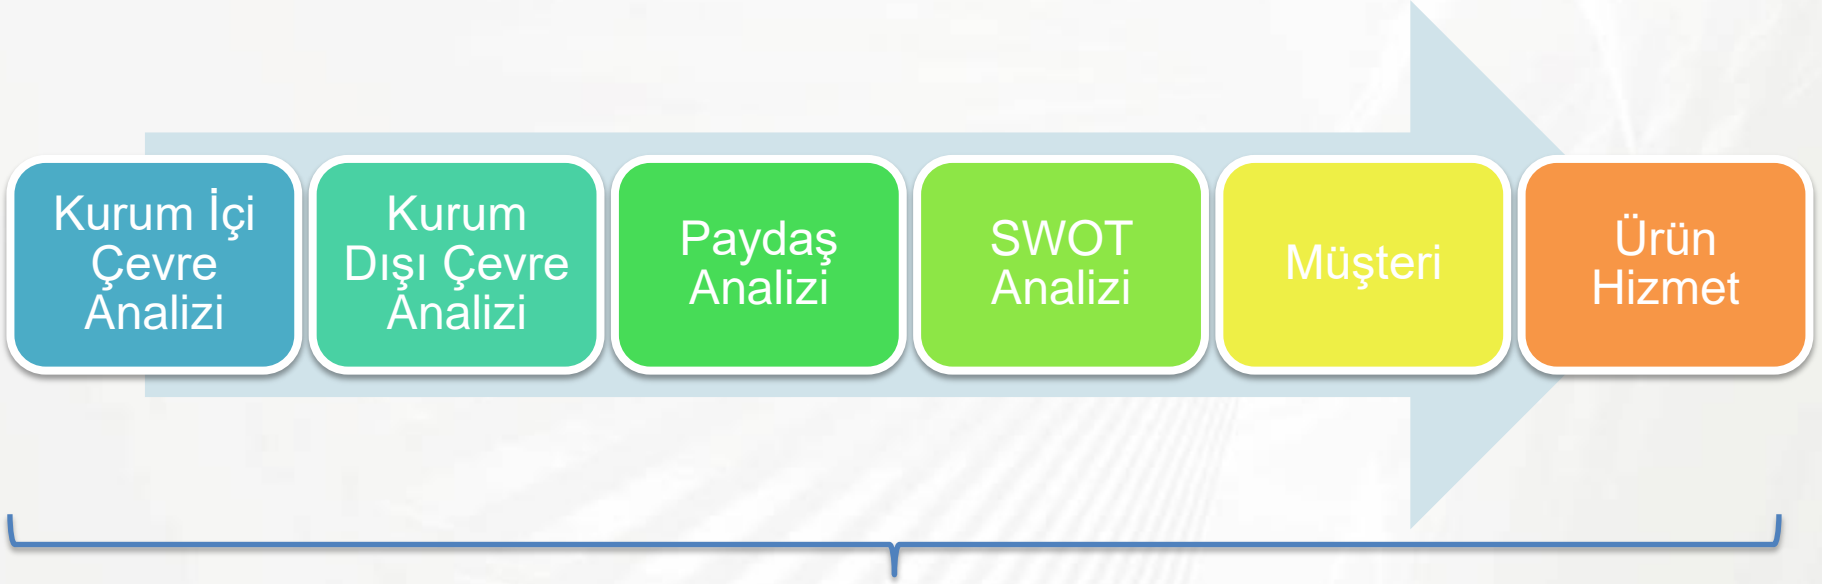 Kurum İçi
Çevre
Analizi
Kurum
Dışı Çevre
Analizi
Paydaş
Analizi
SWOT
Analizi
Müşteri
Ürün
Hizmet